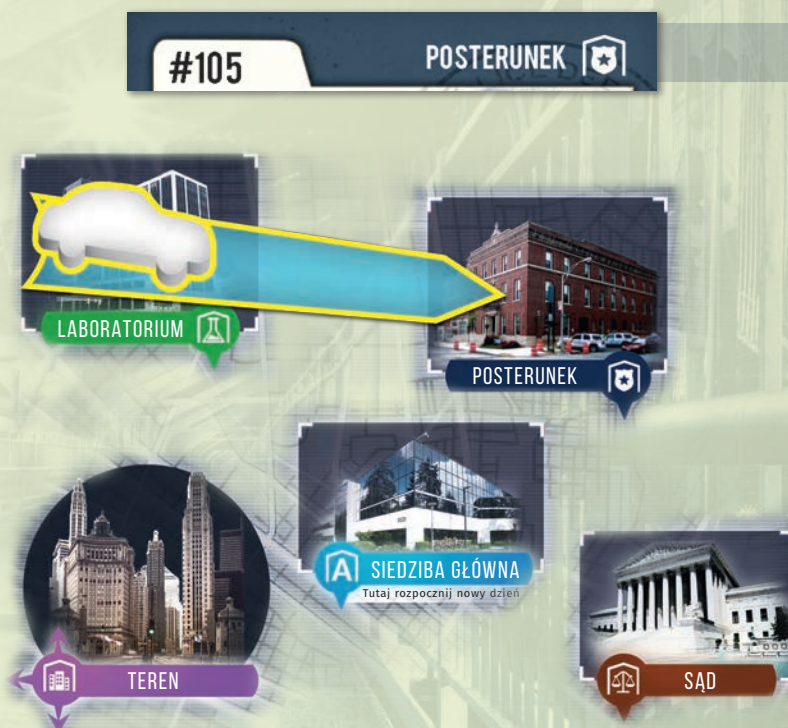 #105
POSTERUNEK
LABORATORIUM
POSTERUNEK
A SIEDZIBA GŁÓWNA
Tutaj rozpocznij nowy dzień
TEREN
SĄD